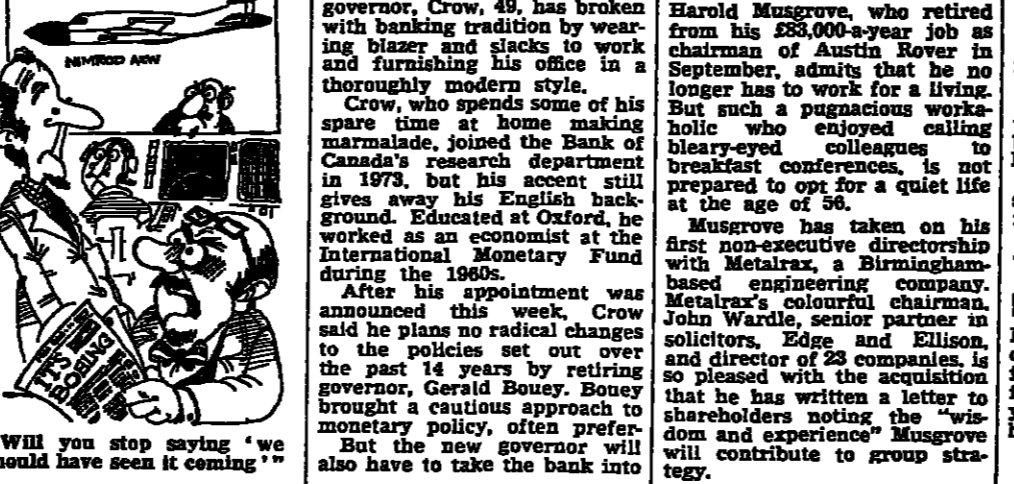 NIMROD AEW
IT'S
BOEING
Will you stop saying ‘we
should have seen it coming’”
governor, Crow, 49, has broken
with banking tradition by wear-
ing blazer and slacks to work
and furnishing his office in a
thoroughly modern style.
Crow, who spends some of his
spare time at home making
marmalade, joined the Bank of
Canada's research department
in 1973, but his accent still
gives away his English back-
ground. Educated at Oxford, he
worked as an economist at the
International Monetary Fund
during the 1960s.
After his appointment was
announced this week, Crow
said he plans no radical changes
to the policies set out over
the past 14 years by retiring
governor, Gerald Bouey. Bouey
brought a cautious approach to
monetary policy, often prefer-
But the new governor will
also have to take the bank into
Harold Musgrove, who retired
from his £83,000-a-year job as
chairman of Austin Rover in
September, admits that he no
longer has to work for a living.
But such a pugnacious worka-
holic who enjoyed calling
bleary-eyed colleagues to
breakfast conferences, is not
prepared to opt for a quiet life
at the age of 56.
Musgrove has taken on his
first non-executive directorship
with Metalrax, a Birmingham-
based engineering company.
Metalrax's colourful chairman,
John Wardle, senior partner in
solicitors, Edge and Ellison,
and director of 23 companies, is
so pleased with the acquisition
that he has written a letter to
shareholders noting the “wis-
dom and experience” Musgrove
will contribute to group stra-
tegy.